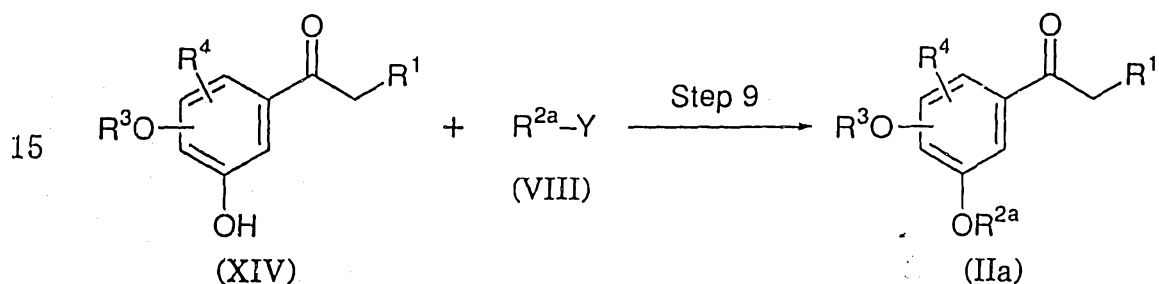 O
R⁴
R¹
R³O
OH
(XIV)
15
+
R²ᵃ–Y
(VIII)
Step 9
O
R⁴
R¹
R³O
OR²ᵃ
(IIa)